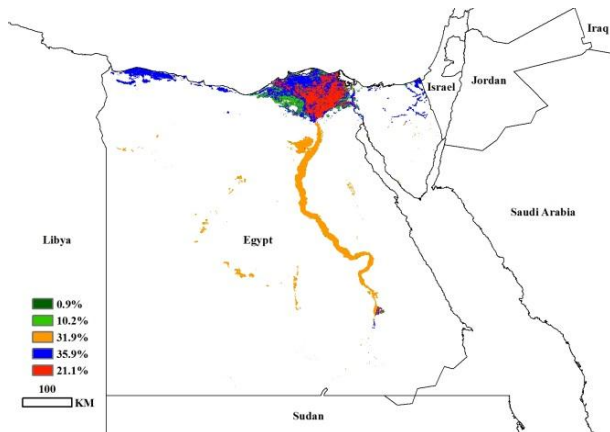 Iraq
Israel
Jordan
Saudi Arabia
Libya
Egypt
0.9%
10.2%
31.9%
35.9%
21.1%
100
KM
Sudan